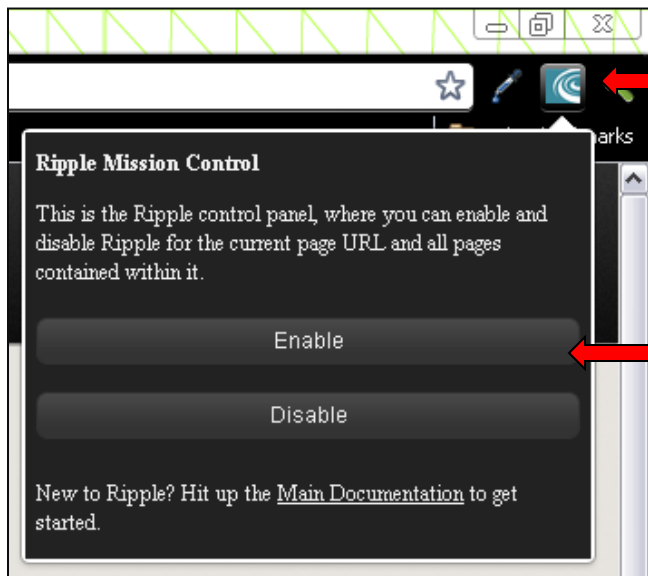 arks
Ripple Mission Control
This is the Ripple control panel, where you can enable and
disable Ripple for the current page URL and all pages
contained within it.
Enable
Disable
New to Ripple? Hit up the Main Documentation to get
started.